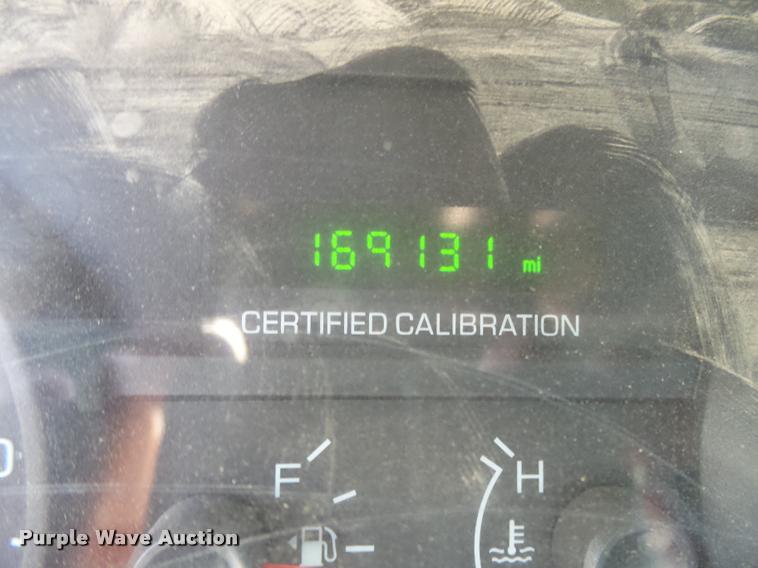 169131 mi
CERTIFIED CALIBRATION
F H
Purple Wave Auction